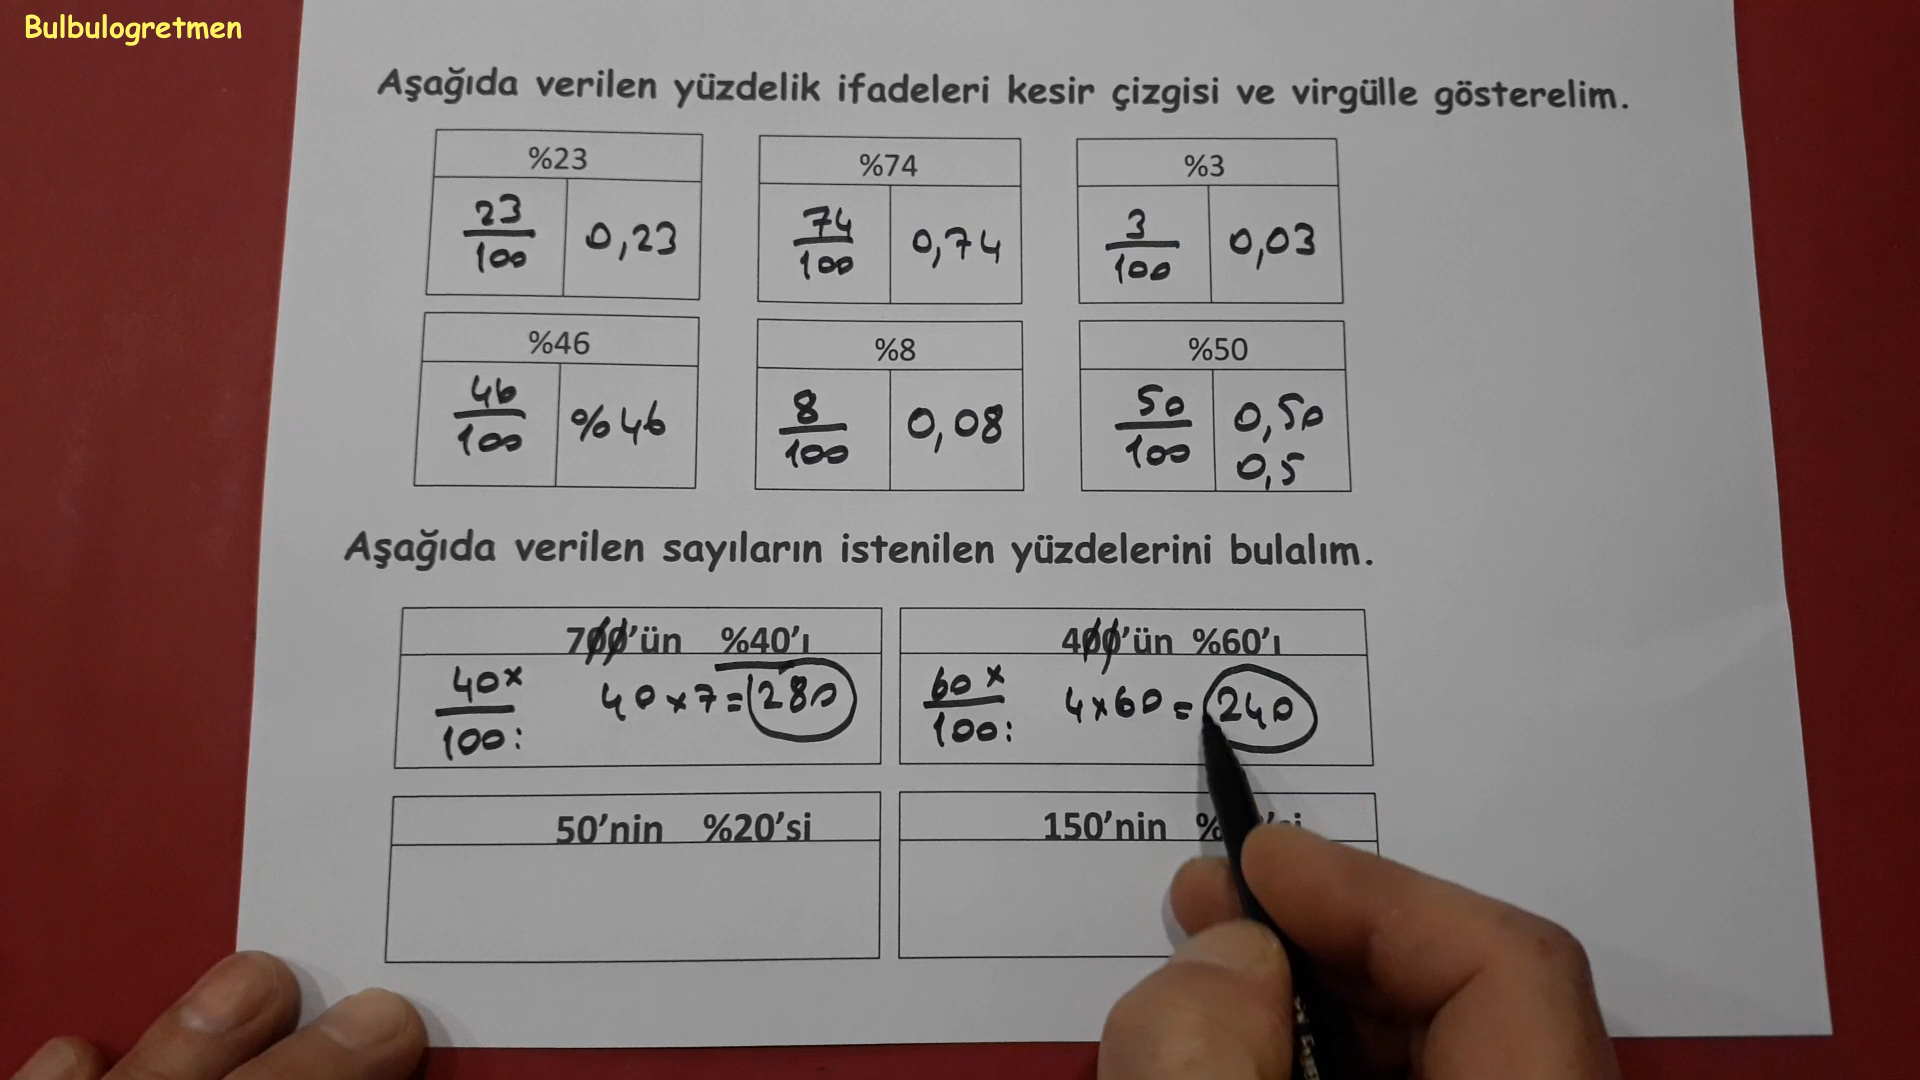 Bulbulogretmen
Aşağıda verilen yüzdelik ifadeleri kesir çizgisi ve virgülle gösterelim.
%23
23/100 0,23
%74
74/100 0,74
%3
3/100 0,03
%46
46/100 %46
%8
8/100 0,08
%50
50/100 0,50
0,5
Aşağıda verilen sayıların istenilen yüzdelerini bulalım.
700'ün %40'ı
40x
100:
40x7=280
400'ün %60'ı
60x
100:
4x60=240
50'nin %20'si
150'nin